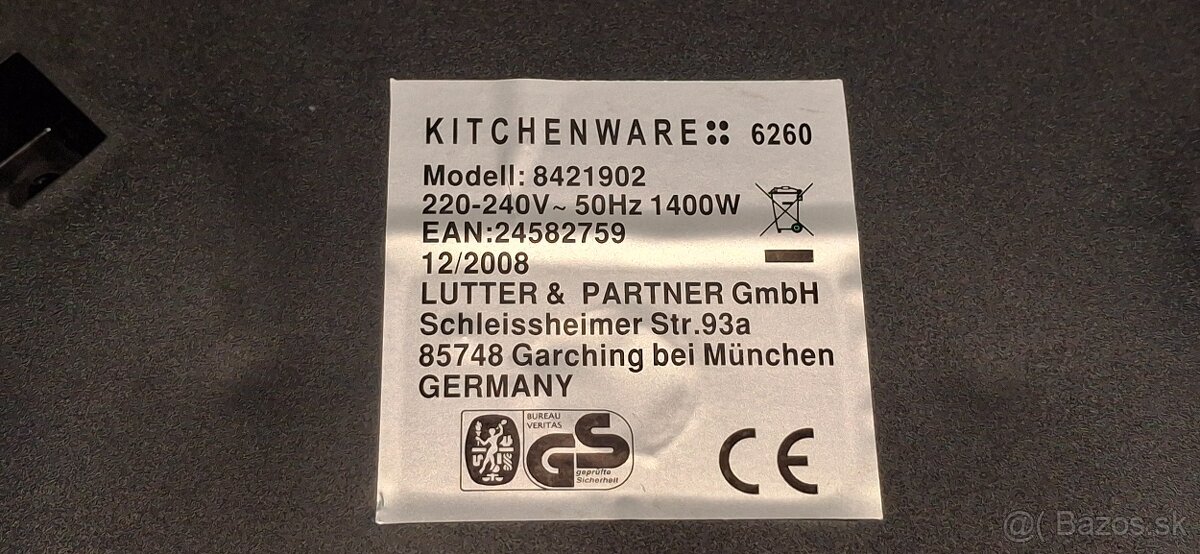 KITCHENWARE 6260
Modell: 8421902
220-240V~ 50Hz 1400W
EAN:24582759
12/2008
LUTTER & PARTNER GmbH
Schleissheimer Str.93a
85748 Garching bei München
GERMANY
BUREAU
VERITAS
GS
geprüfte
Sicherheit
CE
@( Bazos.sk